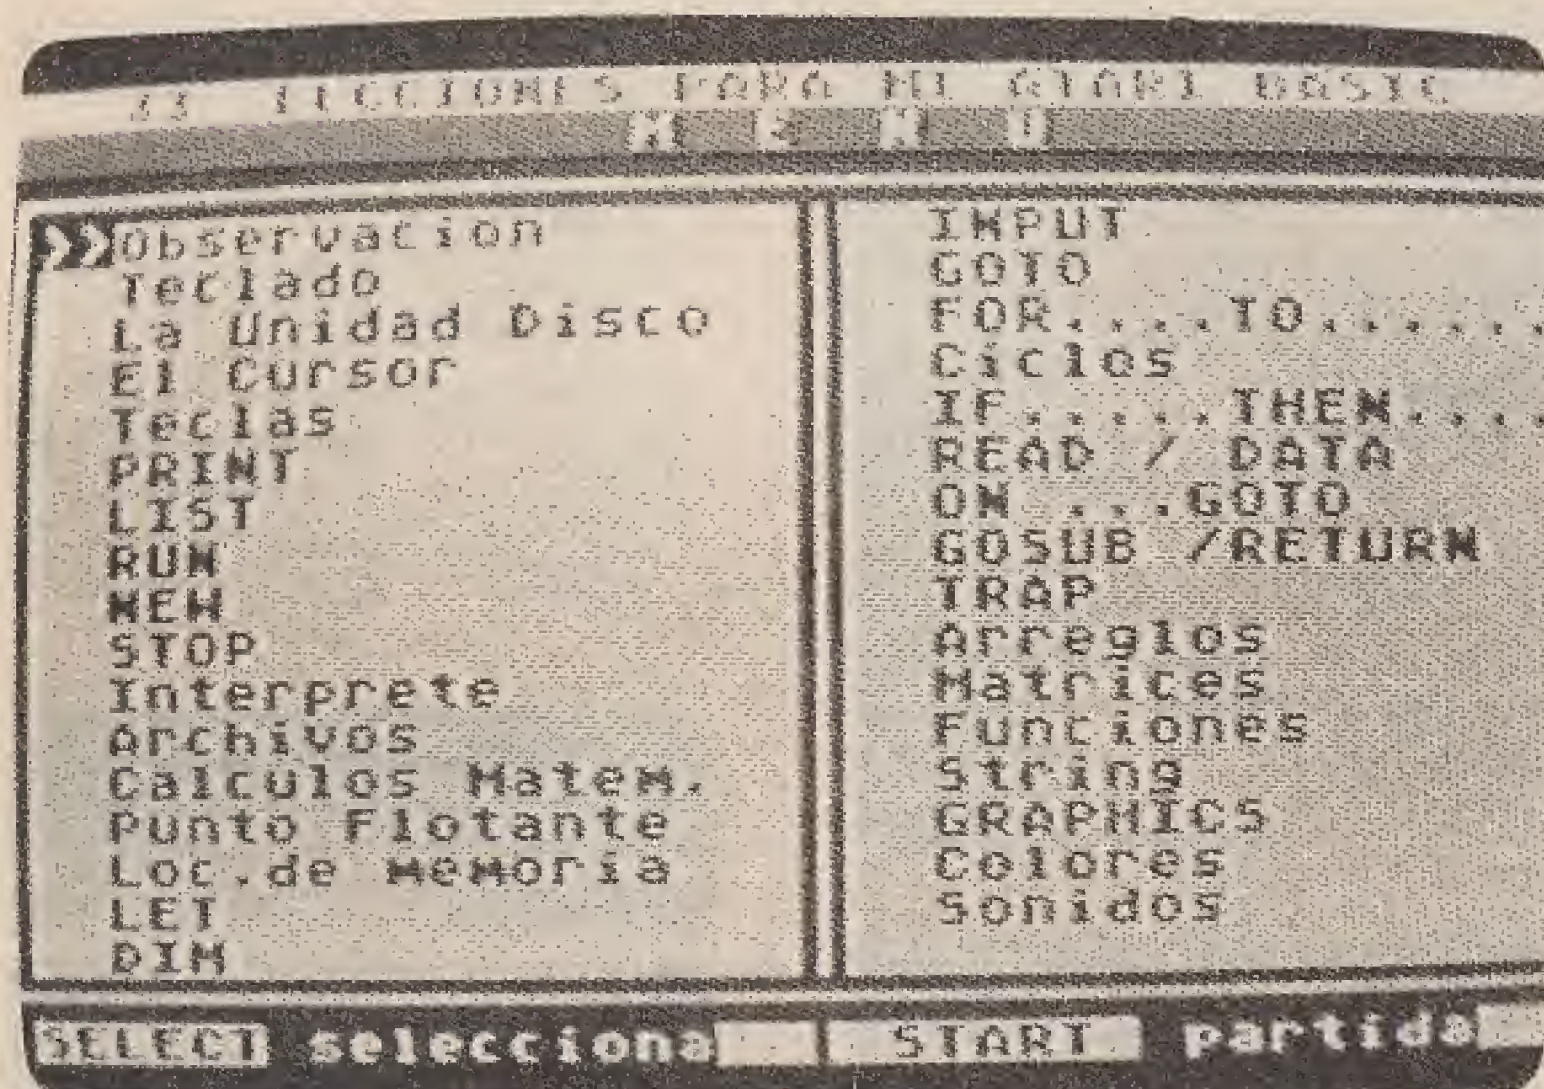 33 LECCIONES PARA MI ATARI BASIC
M E N U
>>Observacion
Teclado
La Unidad Disco
El Cursor
Teclas
PRINT
LIST
RUN
NEW
STOP
Interprete
Archivos
Calculos Matem.
Punto Flotante
Loc.de Memoria
LET
DIM
INPUT
GOTO
FOR....TO......
Ciclos
IF.....THEN....
READ / DATA
ON ...GOTO
GOSUB /RETURN
TRAP
Arreglos
Matrices
Funciones
String
GRAPHICS
Colores
Sonidos
SELECT selecciona START partida